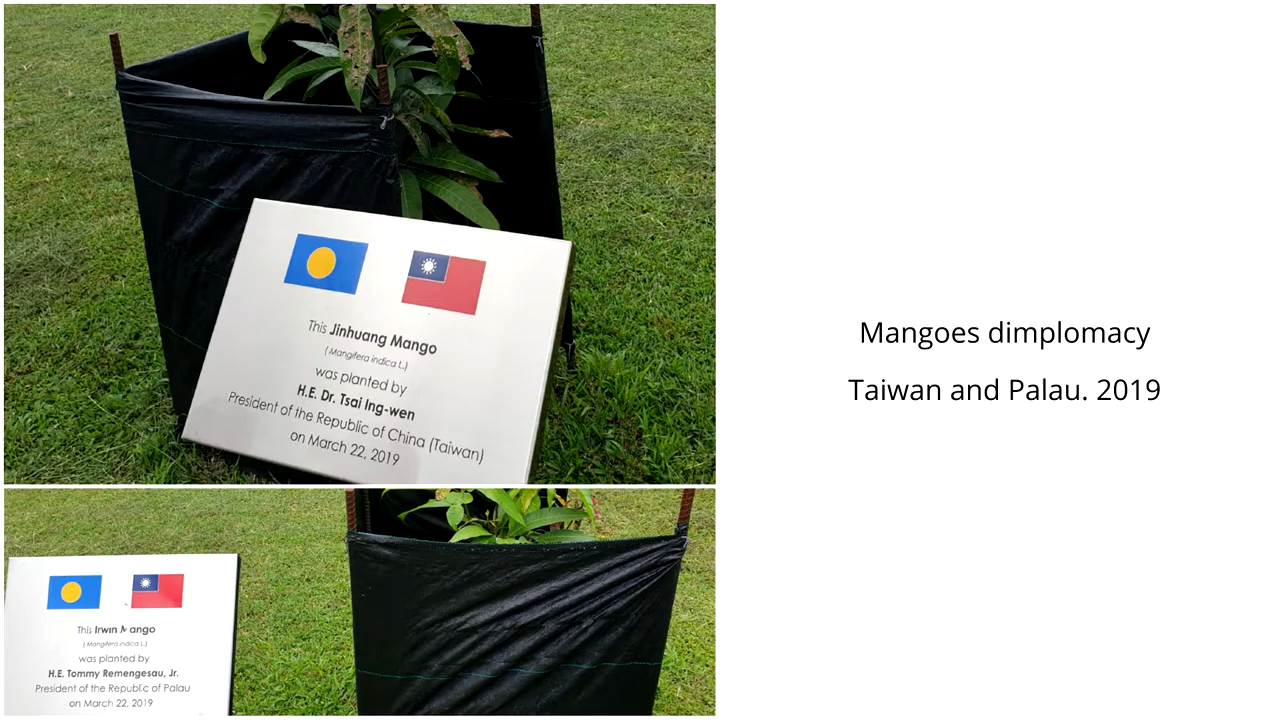 This Jinhuang Mango
(Mangifera indica L.)
was planted by
H.E. Dr. Tsai Ing-wen
President of the Republic of China (Taiwan)
on March 22, 2019
This Irwin Mango
(Mangifera indica L.)
was planted by
H.E. Tommy Remengesau, Jr.
President of the Republic of Palau
on March 22, 2019
Mangoes dimplomacy
Taiwan and Palau. 2019